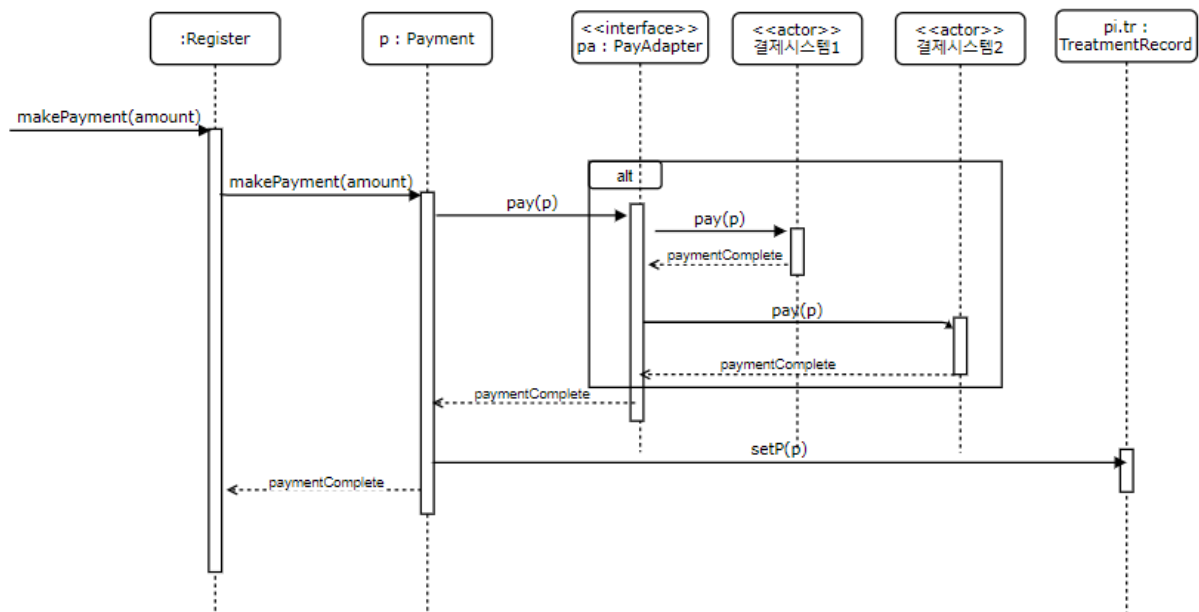 :Register
p : Payment
<<interface>>
pa : PayAdapter
<<actor>>
결제시스템1
<<actor>>
결제시스템2
pi.tr :
TreatmentRecord
makePayment(amount)
alt
makePayment(amount)
pay(p)
pay(p)
paymentComplete
pay(p)
paymentComplete
paymentComplete
setP(p)
paymentComplete